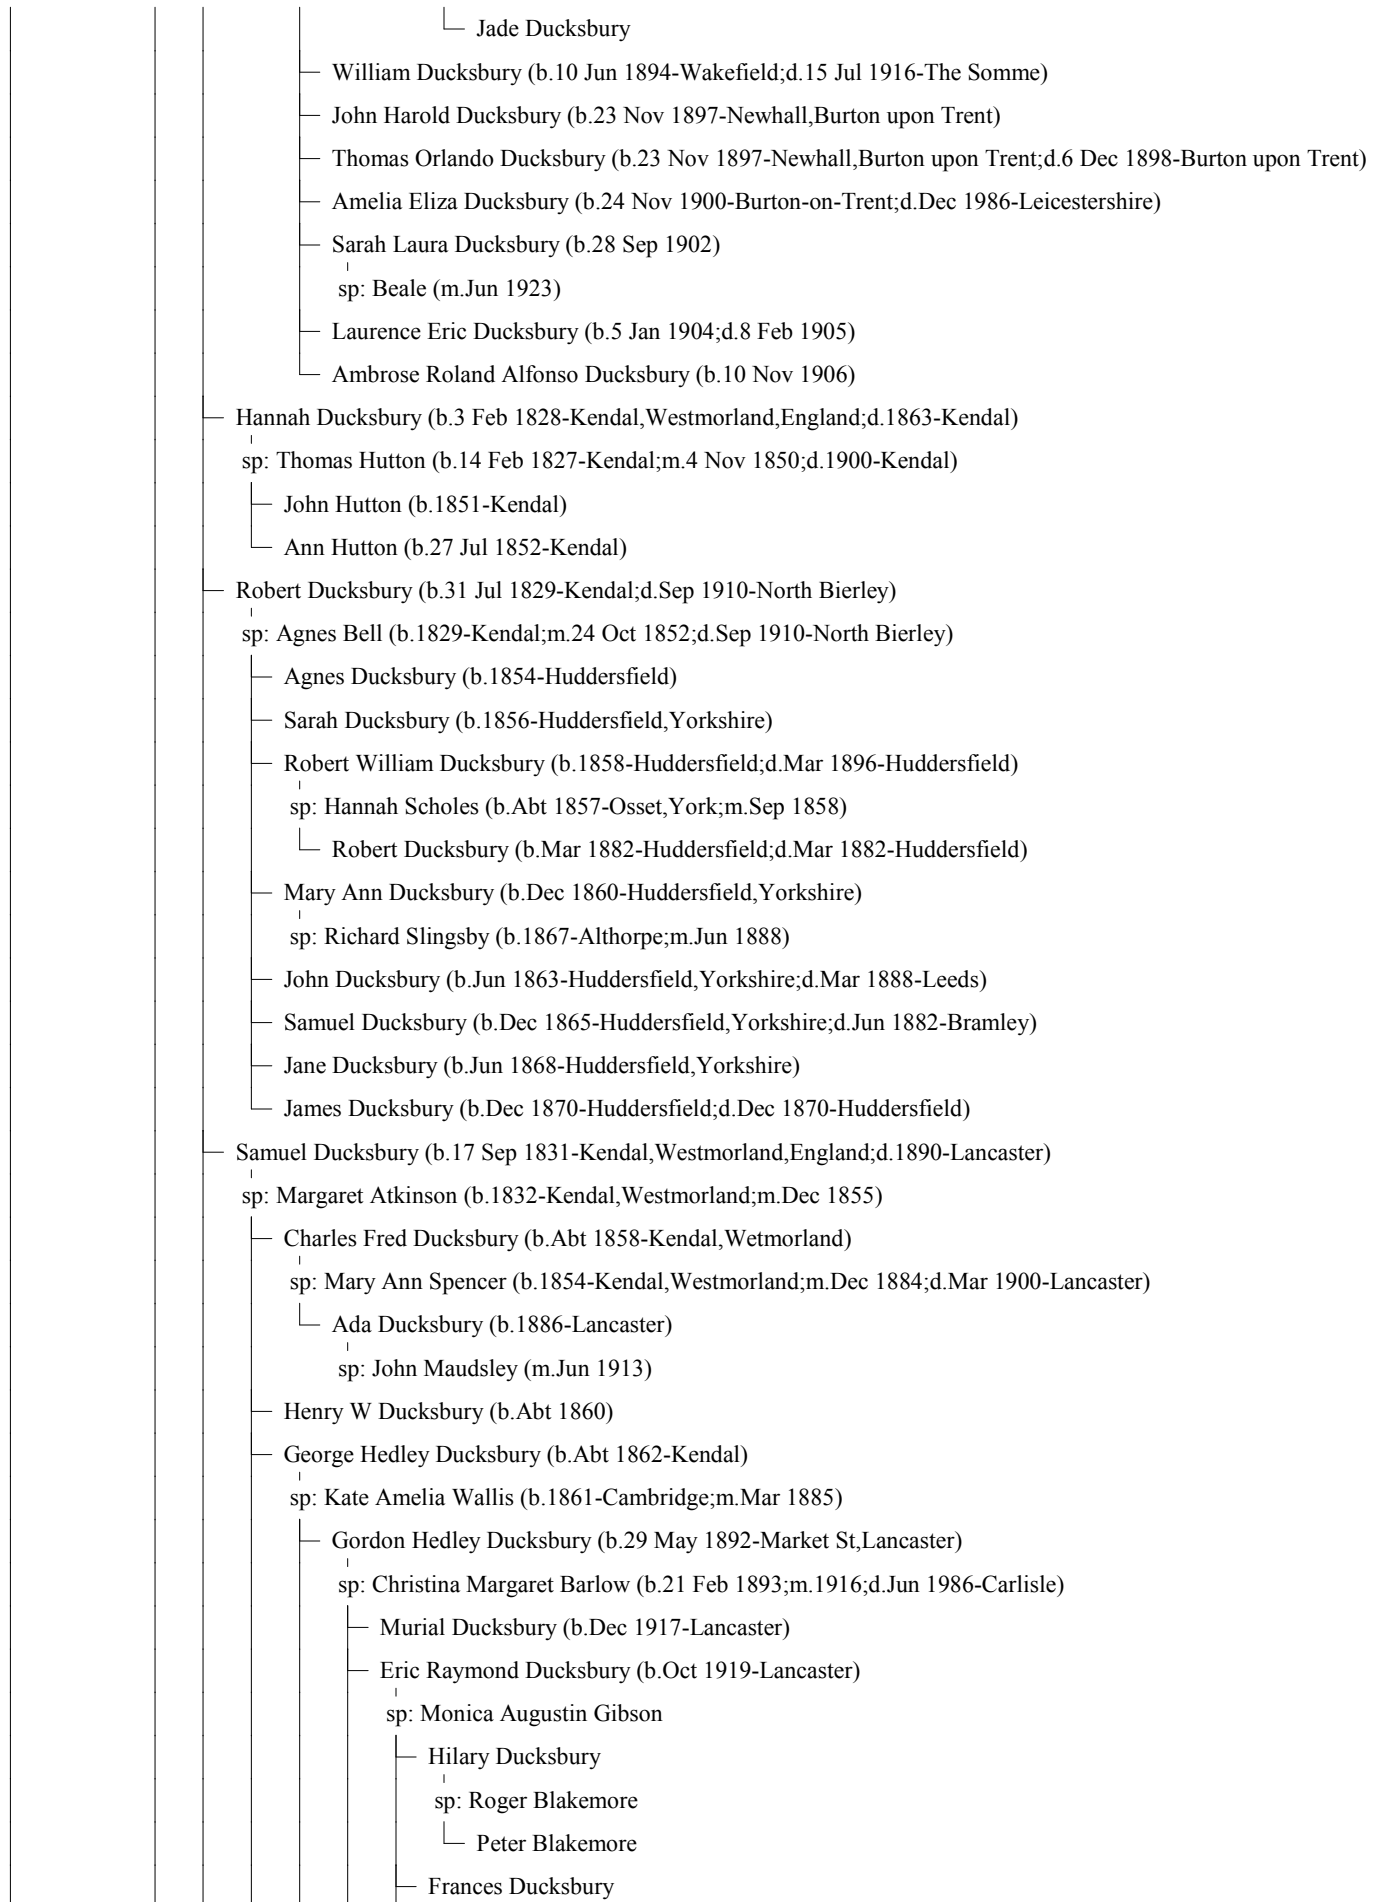 Jade Ducksbury
William Ducksbury (b.10 Jun 1894-Wakefield;d.15 Jul 1916-The Somme)
John Harold Ducksbury (b.23 Nov 1897-Newhall,Burton upon Trent)
Thomas Orlando Ducksbury (b.23 Nov 1897-Newhall,Burton upon Trent;d.6 Dec 1898-Burton upon Trent)
Amelia Eliza Ducksbury (b.24 Nov 1900-Burton-on-Trent;d.Dec 1986-Leicestershire)
Sarah Laura Ducksbury (b.28 Sep 1902)
sp: Beale (m.Jun 1923)
Laurence Eric Ducksbury (b.5 Jan 1904;d.8 Feb 1905)
Ambrose Roland Alfonso Ducksbury (b.10 Nov 1906)
Hannah Ducksbury (b.3 Feb 1828-Kendal,Westmorland,England;d.1863-Kendal)
sp: Thomas Hutton (b.14 Feb 1827-Kendal;m.4 Nov 1850;d.1900-Kendal)
John Hutton (b.1851-Kendal)
Ann Hutton (b.27 Jul 1852-Kendal)
Robert Ducksbury (b.31 Jul 1829-Kendal;d.Sep 1910-North Bierley)
sp: Agnes Bell (b.1829-Kendal;m.24 Oct 1852;d.Sep 1910-North Bierley)
Agnes Ducksbury (b.1854-Huddersfield)
Sarah Ducksbury (b.1856-Huddersfield,Yorkshire)
Robert William Ducksbury (b.1858-Huddersfield;d.Mar 1896-Huddersfield)
sp: Hannah Scholes (b.Abt 1857-Osset,York;m.Sep 1858)
Robert Ducksbury (b.Mar 1882-Huddersfield;d.Mar 1882-Huddersfield)
Mary Ann Ducksbury (b.Dec 1860-Huddersfield,Yorkshire)
sp: Richard Slingsby (b.1867-Althorpe;m.Jun 1888)
John Ducksbury (b.Jun 1863-Huddersfield,Yorkshire;d.Mar 1888-Leeds)
Samuel Ducksbury (b.Dec 1865-Huddersfield,Yorkshire;d.Jun 1882-Bramley)
Jane Ducksbury (b.Jun 1868-Huddersfield,Yorkshire)
James Ducksbury (b.Dec 1870-Huddersfield;d.Dec 1870-Huddersfield)
Samuel Ducksbury (b.17 Sep 1831-Kendal,Westmorland,England;d.1890-Lancaster)
sp: Margaret Atkinson (b.1832-Kendal,Westmorland;m.Dec 1855)
Charles Fred Ducksbury (b.Abt 1858-Kendal,Wetmorland)
sp: Mary Ann Spencer (b.1854-Kendal,Westmorland;m.Dec 1884;d.Mar 1900-Lancaster)
Ada Ducksbury (b.1886-Lancaster)
sp: John Maudsley (m.Jun 1913)
Henry W Ducksbury (b.Abt 1860)
George Hedley Ducksbury (b.Abt 1862-Kendal)
sp: Kate Amelia Wallis (b.1861-Cambridge;m.Mar 1885)
Gordon Hedley Ducksbury (b.29 May 1892-Market St,Lancaster)
sp: Christina Margaret Barlow (b.21 Feb 1893;m.1916;d.Jun 1986-Carlisle)
Murial Ducksbury (b.Dec 1917-Lancaster)
Eric Raymond Ducksbury (b.Oct 1919-Lancaster)
sp: Monica Augustin Gibson
Hilary Ducksbury
sp: Roger Blakemore
Peter Blakemore
Frances Ducksbury